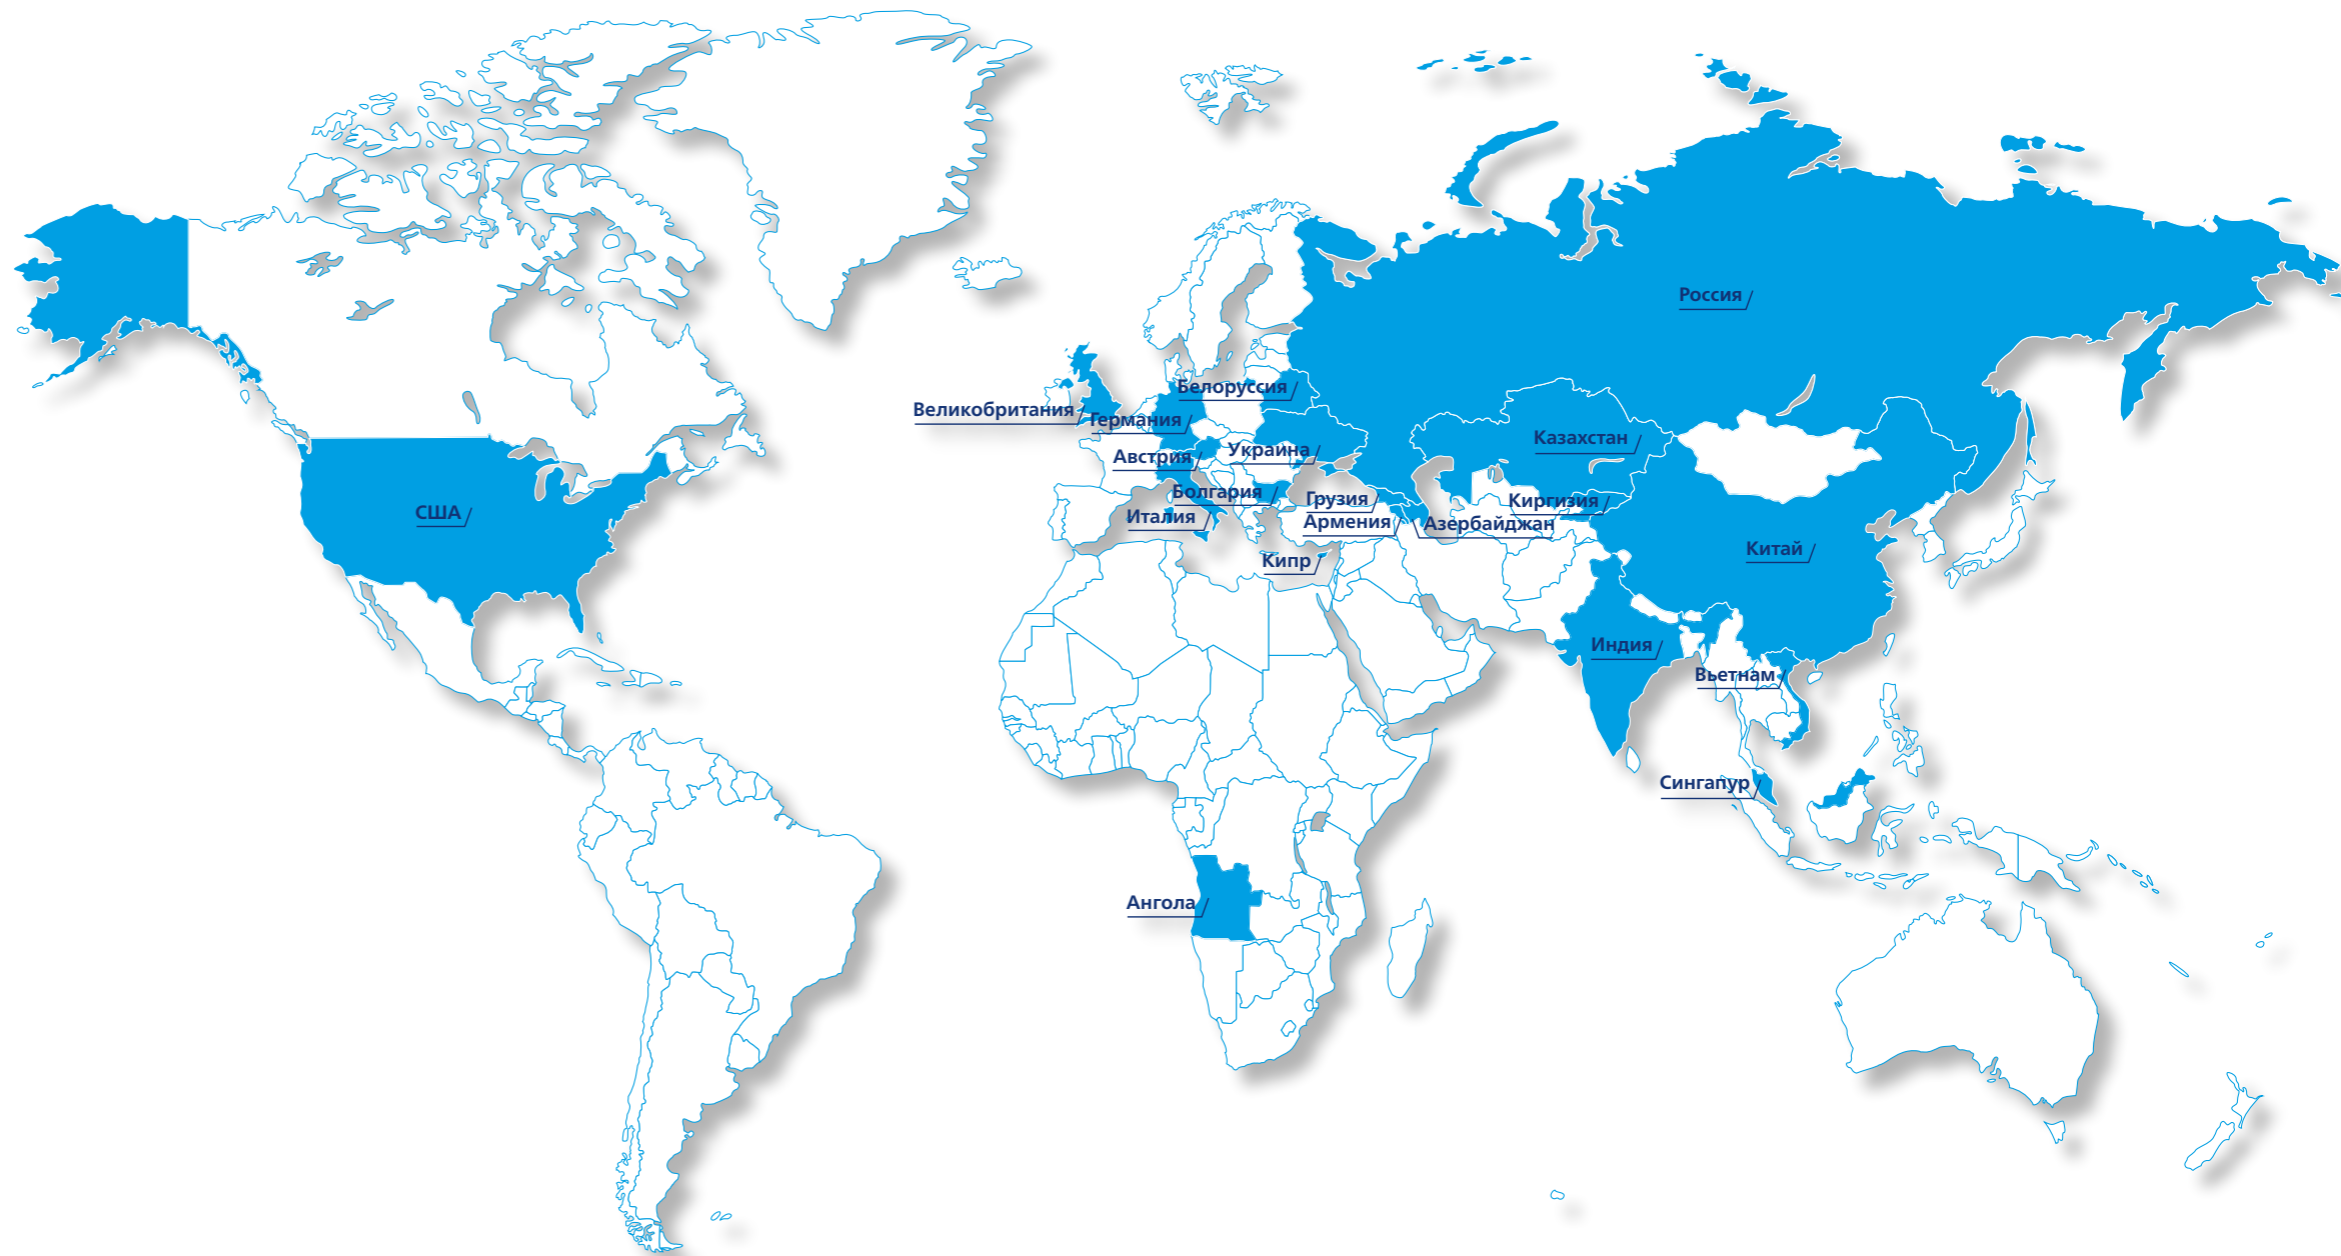 Россия
Белоруссия
Великобритания
Германия
Казахстан
Украина
Австрия
Болгария
Грузия
Киргизия
США
Италия
Армения
Азербайджан
Китай
Кипр
Индия
Вьетнам
Сингапур
Ангола